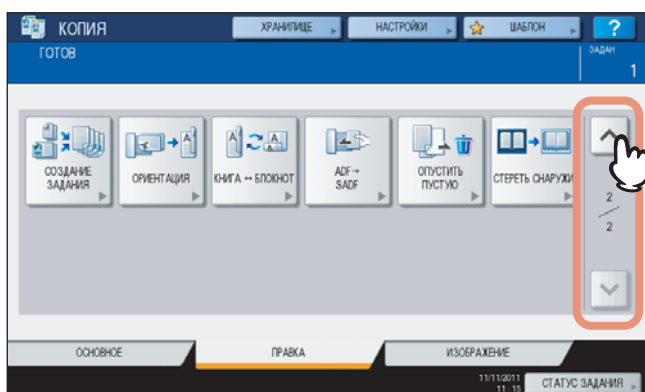 КОПИЯ
ХРАНИЛИЩЕ
НАСТРОЙКИ
ШАБЛОН
?
ГОТОВ
ЗАДАН
1
СОЗДАНИЕ
ЗАДАНИЯ
ОРИЕНТАЦИЯ
КНИГА ↔ БЛОКНОТ
ADF→
SADF
ОПУСТИТЬ
ПУСТУЮ
СТЕРЕТЬ СНАРУЖИ
2
2
ОСНОВНОЕ
ПРАВКА
ИЗОБРАЖЕНИЕ
11/11/2011
11:15
СТАТУС ЗАДАНИЯ